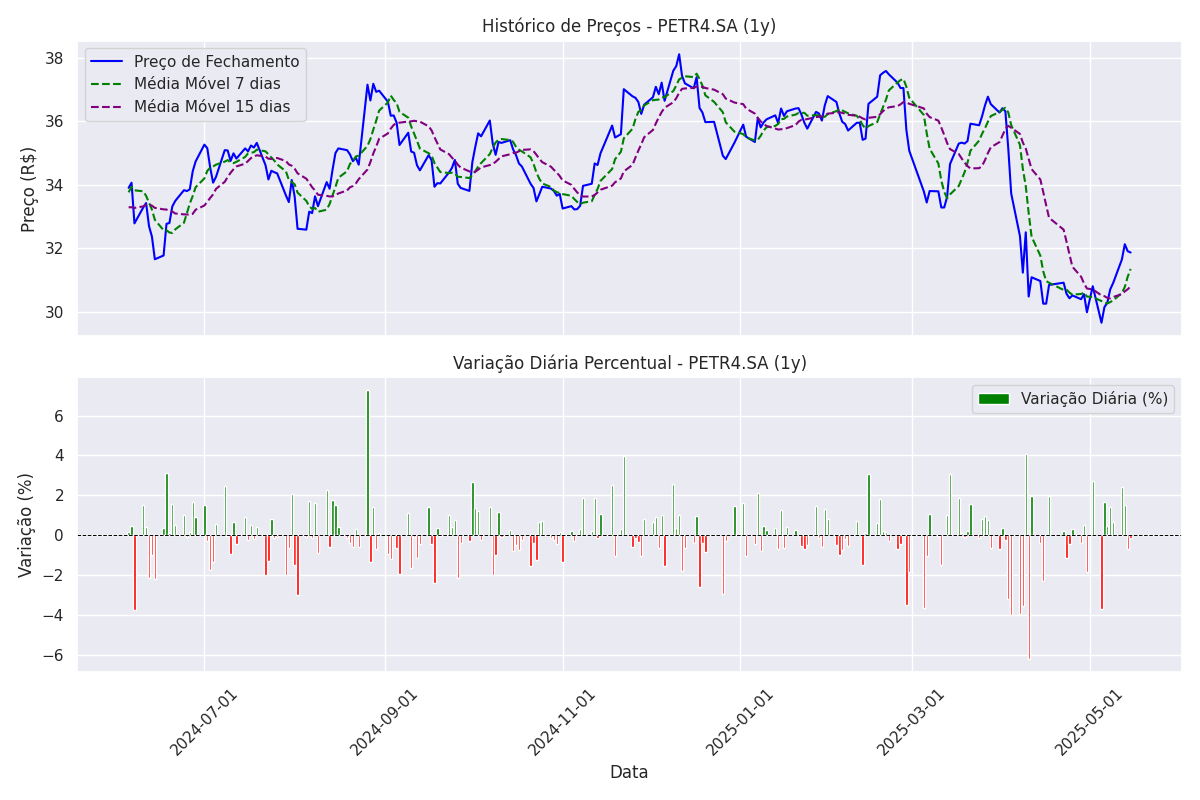 Histórico de Preços - PETR4.SA (1y)
Preço de Fechamento
Média Móvel 7 dias
Média Móvel 15 dias
Preço (R$)
38
36
34
32
30
Variação Diária Percentual - PETR4.SA (1y)
Variação Diária (%)
Variação (%)
6
4
2
0
−2
−4
−6
2024-07-01
2024-09-01
2024-11-01
2025-01-01
2025-03-01
2025-05-01
Data